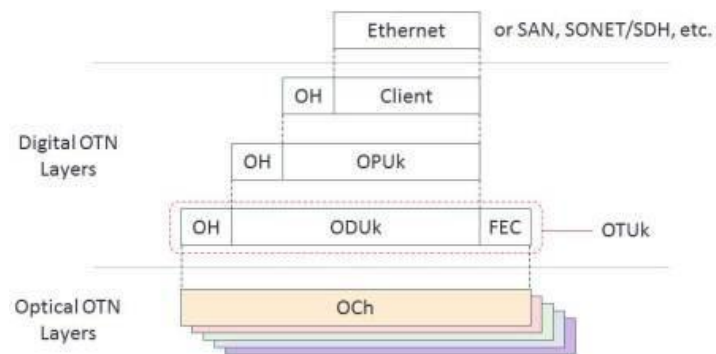 Ethernet or SAN, SONET/SDH, etc.
OH Client
Digital OTN
Layers
OH OPUk
OH ODUk FEC OTUk
Optical OTN
Layers
OCh